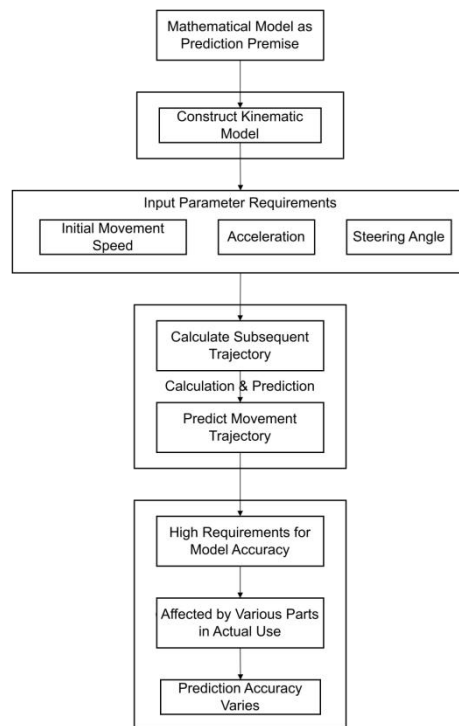 Mathematical Model as
Prediction Premise
Construct Kinematic
Model
Input Parameter Requirements
Initial Movement
Speed
Acceleration
Steering Angle
Calculate Subsequent
Trajectory
Calculation & Prediction
Predict Movement
Trajectory
High Requirements for
Model Accuracy
Affected by Various Parts
in Actual Use
Prediction Accuracy
Varies